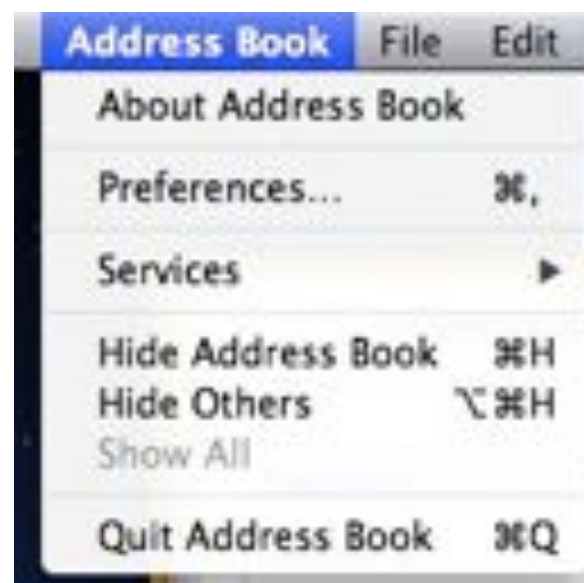 Address Book File Edit
About Address Book
Preferences... ⌘,
Services ▶
Hide Address Book ⌘H
Hide Others ⌥⌘H
Show All
Quit Address Book ⌘Q